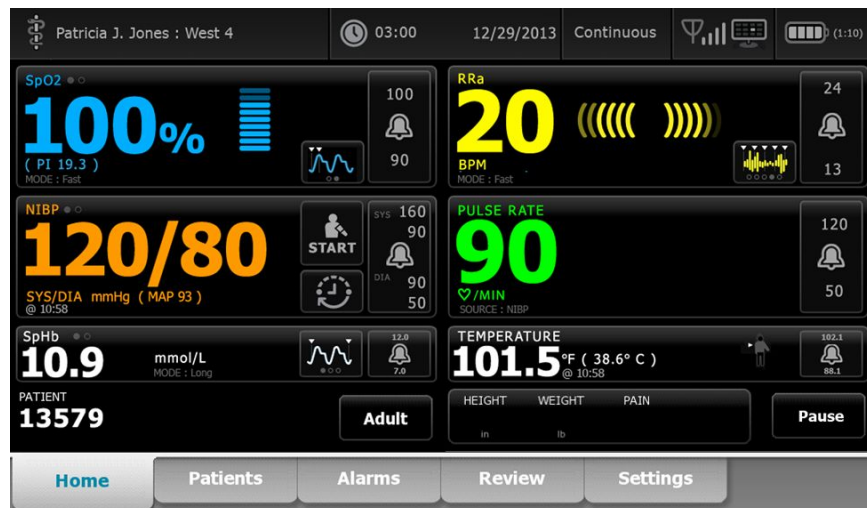 Patricia J. Jones : West 4
03:00
12/29/2013
Continuous
(1:10)
SpO2
100%
( PI 19.3 )
MODE : Fast
100
90
RRa
20
BPM
MODE : Fast
24
13
NIBP
120/80
SYS/DIA mmHg ( MAP 93 )
@ 10:58
START
SYS 160
90
DIA 90
50
PULSE RATE
90
/MIN
SOURCE : NIBP
120
50
SpHb
10.9 mmol/L
MODE : Long
12.0
7.0
TEMPERATURE
101.5 °F ( 38.6° C )
@ 10:58
102.1
88.1
PATIENT
13579
Adult
HEIGHT WEIGHT PAIN
in lb
Pause
Home Patients Alarms Review Settings